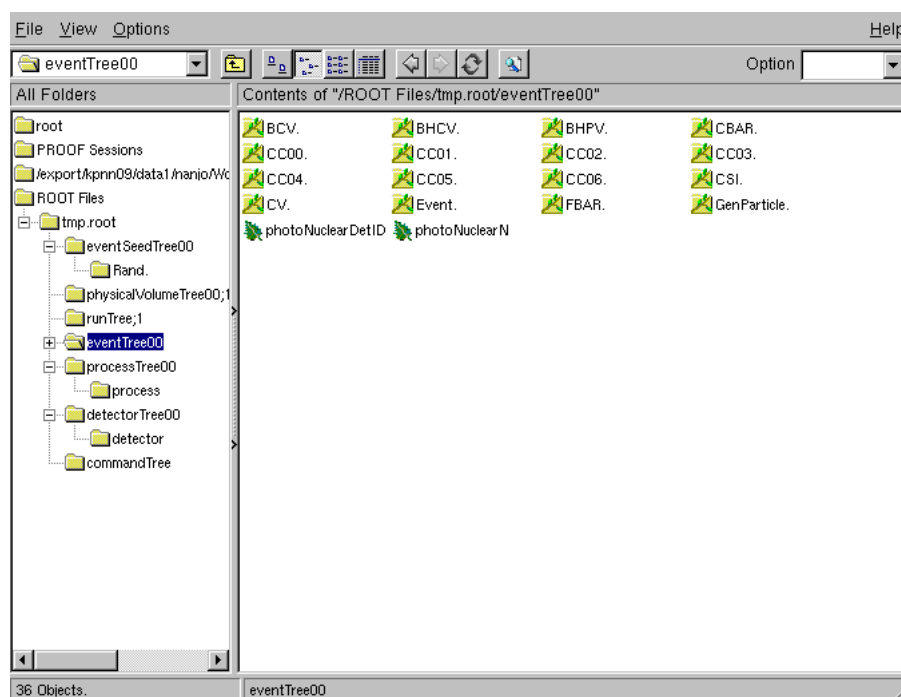 File View Options Help
eventTree00 Option
All Folders Contents of "/ROOT Files/tmp.root/eventTree00"
root
PROOF Sessions
/export/kpnn09/data1/nanjo/Wo
ROOT Files
tmp.root
eventSeedTree00
Rand.
physicalVolumeTree00;1
runTree;1
eventTree00
processTree00
process
detectorTree00
detector
commandTree
BCV. BHCV. BHPV. CBAR.
CC00. CC01. CC02. CC03.
CC04. CC05. CC06. CSI.
CV. Event. FBAR. GenParticle.
photoNuclearDetID photoNuclearN
36 Objects. eventTree00